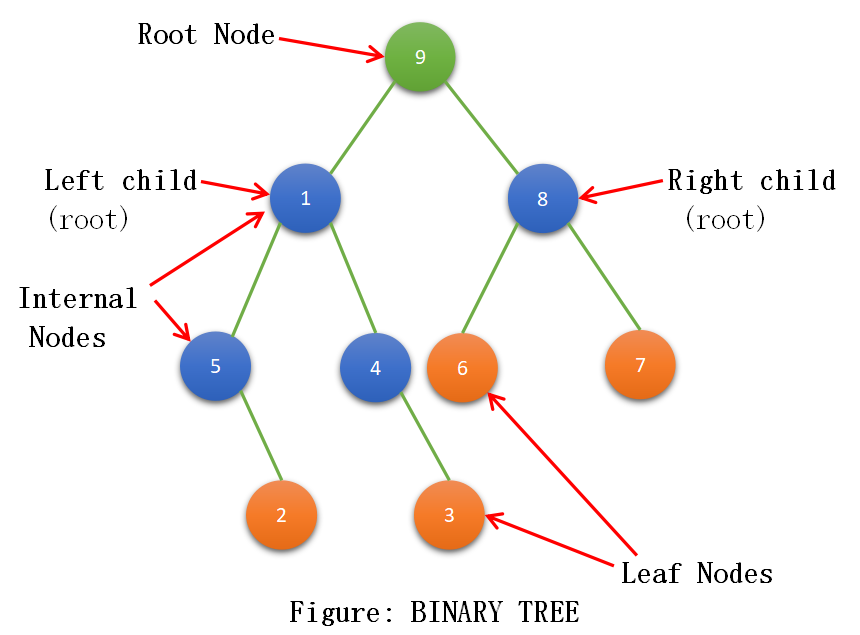 Root Node
9
Left child
(root)
1
8
Right child
(root)
Internal
Nodes
5
4
6
7
2
3
Leaf Nodes
Figure: BINARY TREE